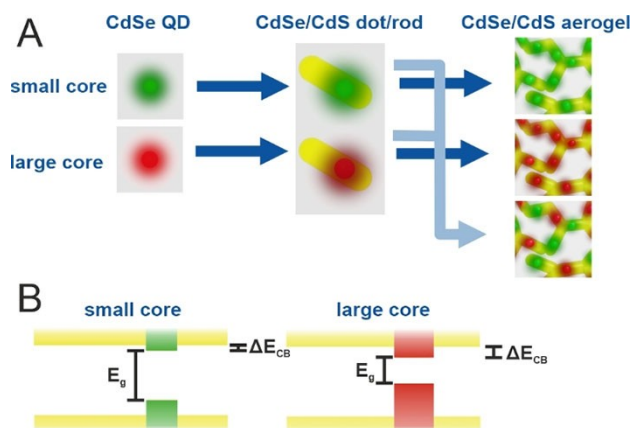 A
CdSe QD
CdSe/CdS dot/rod
CdSe/CdS aerogel
small core
large core
B
small core
large core
E_g
ΔE_CB
E_g
ΔE_CB